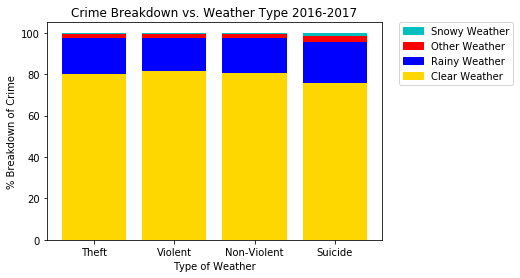 Crime Breakdown vs. Weather Type 2016-2017
100
80
60
40
20
0
% Breakdown of Crime
Theft Violent Non-Violent Suicide
Type of Weather
Snowy Weather
Other Weather
Rainy Weather
Clear Weather